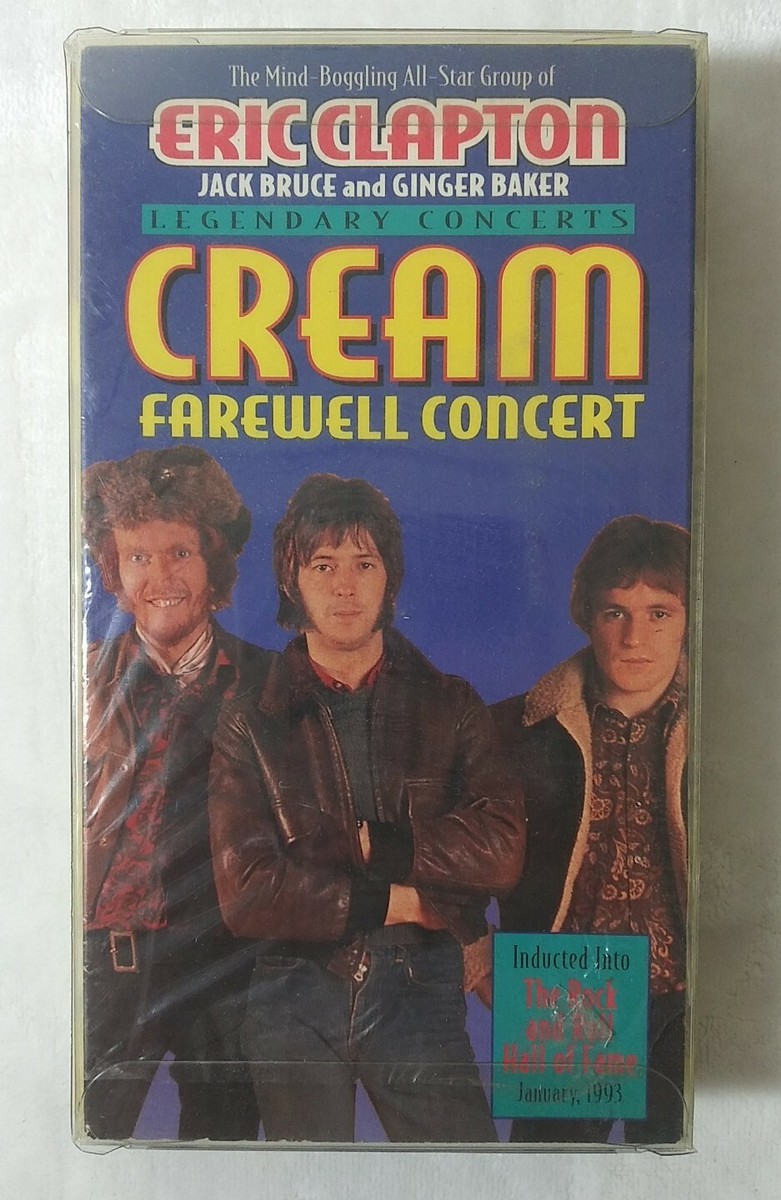 The Mind-Boggling All-Star Group of
ERIC CLAPTON
JACK BRUCE and GINGER BAKER
LEGENDARY CONCERTS
CREAM
FAREWELL CONCERT
Inducted Into
The Rock
and Roll
Hall of Fame
January, 1993